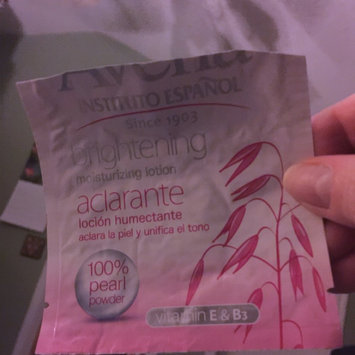 Avena
INSTITUTO ESPAÑOL
Since 1903
brightening
moisturizing lotion
aclarante
loción humectante
aclara la piel y unifica el tono
100%
pearl
powder
vitamin E & B3